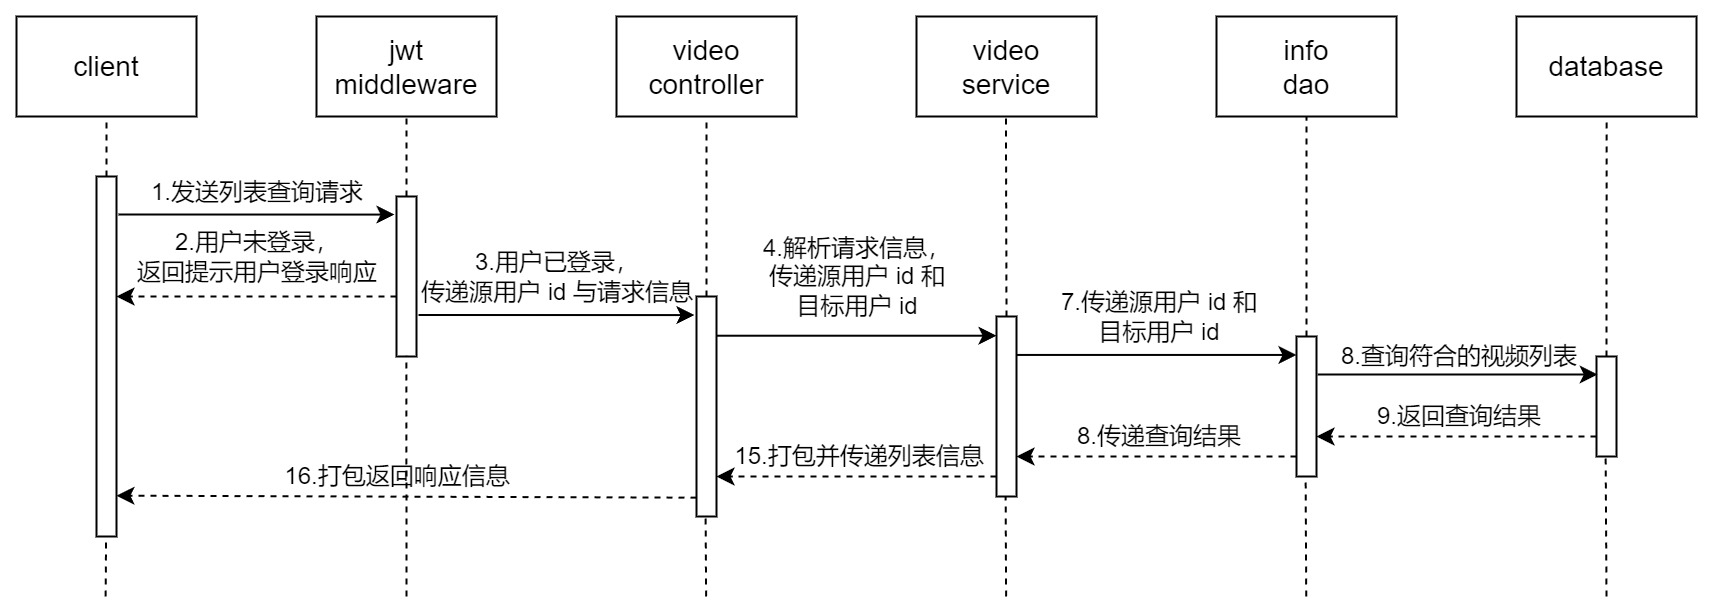 client
jwt
middleware
video
controller
video
service
info
dao
database
1.发送列表查询请求
2.用户未登录，
返回提示用户登录响应
3.用户已登录，
传递源用户 id 与请求信息
4.解析请求信息，
传递源用户 id 和
目标用户 id
7.传递源用户 id 和
目标用户 id
8.查询符合的视频列表
9.返回查询结果
8.传递查询结果
15.打包并传递列表信息
16.打包返回响应信息